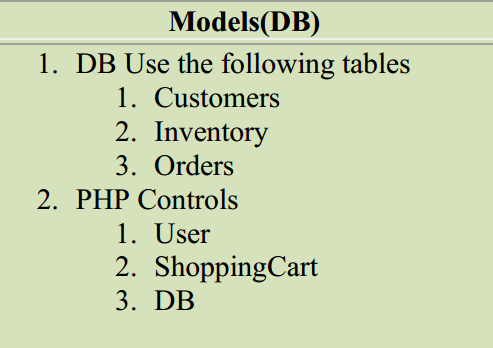 Models(DB)
1. DB Use the following tables
1. Customers
2. Inventory
3. Orders
2. PHP Controls
1. User
2. ShoppingCart
3. DB